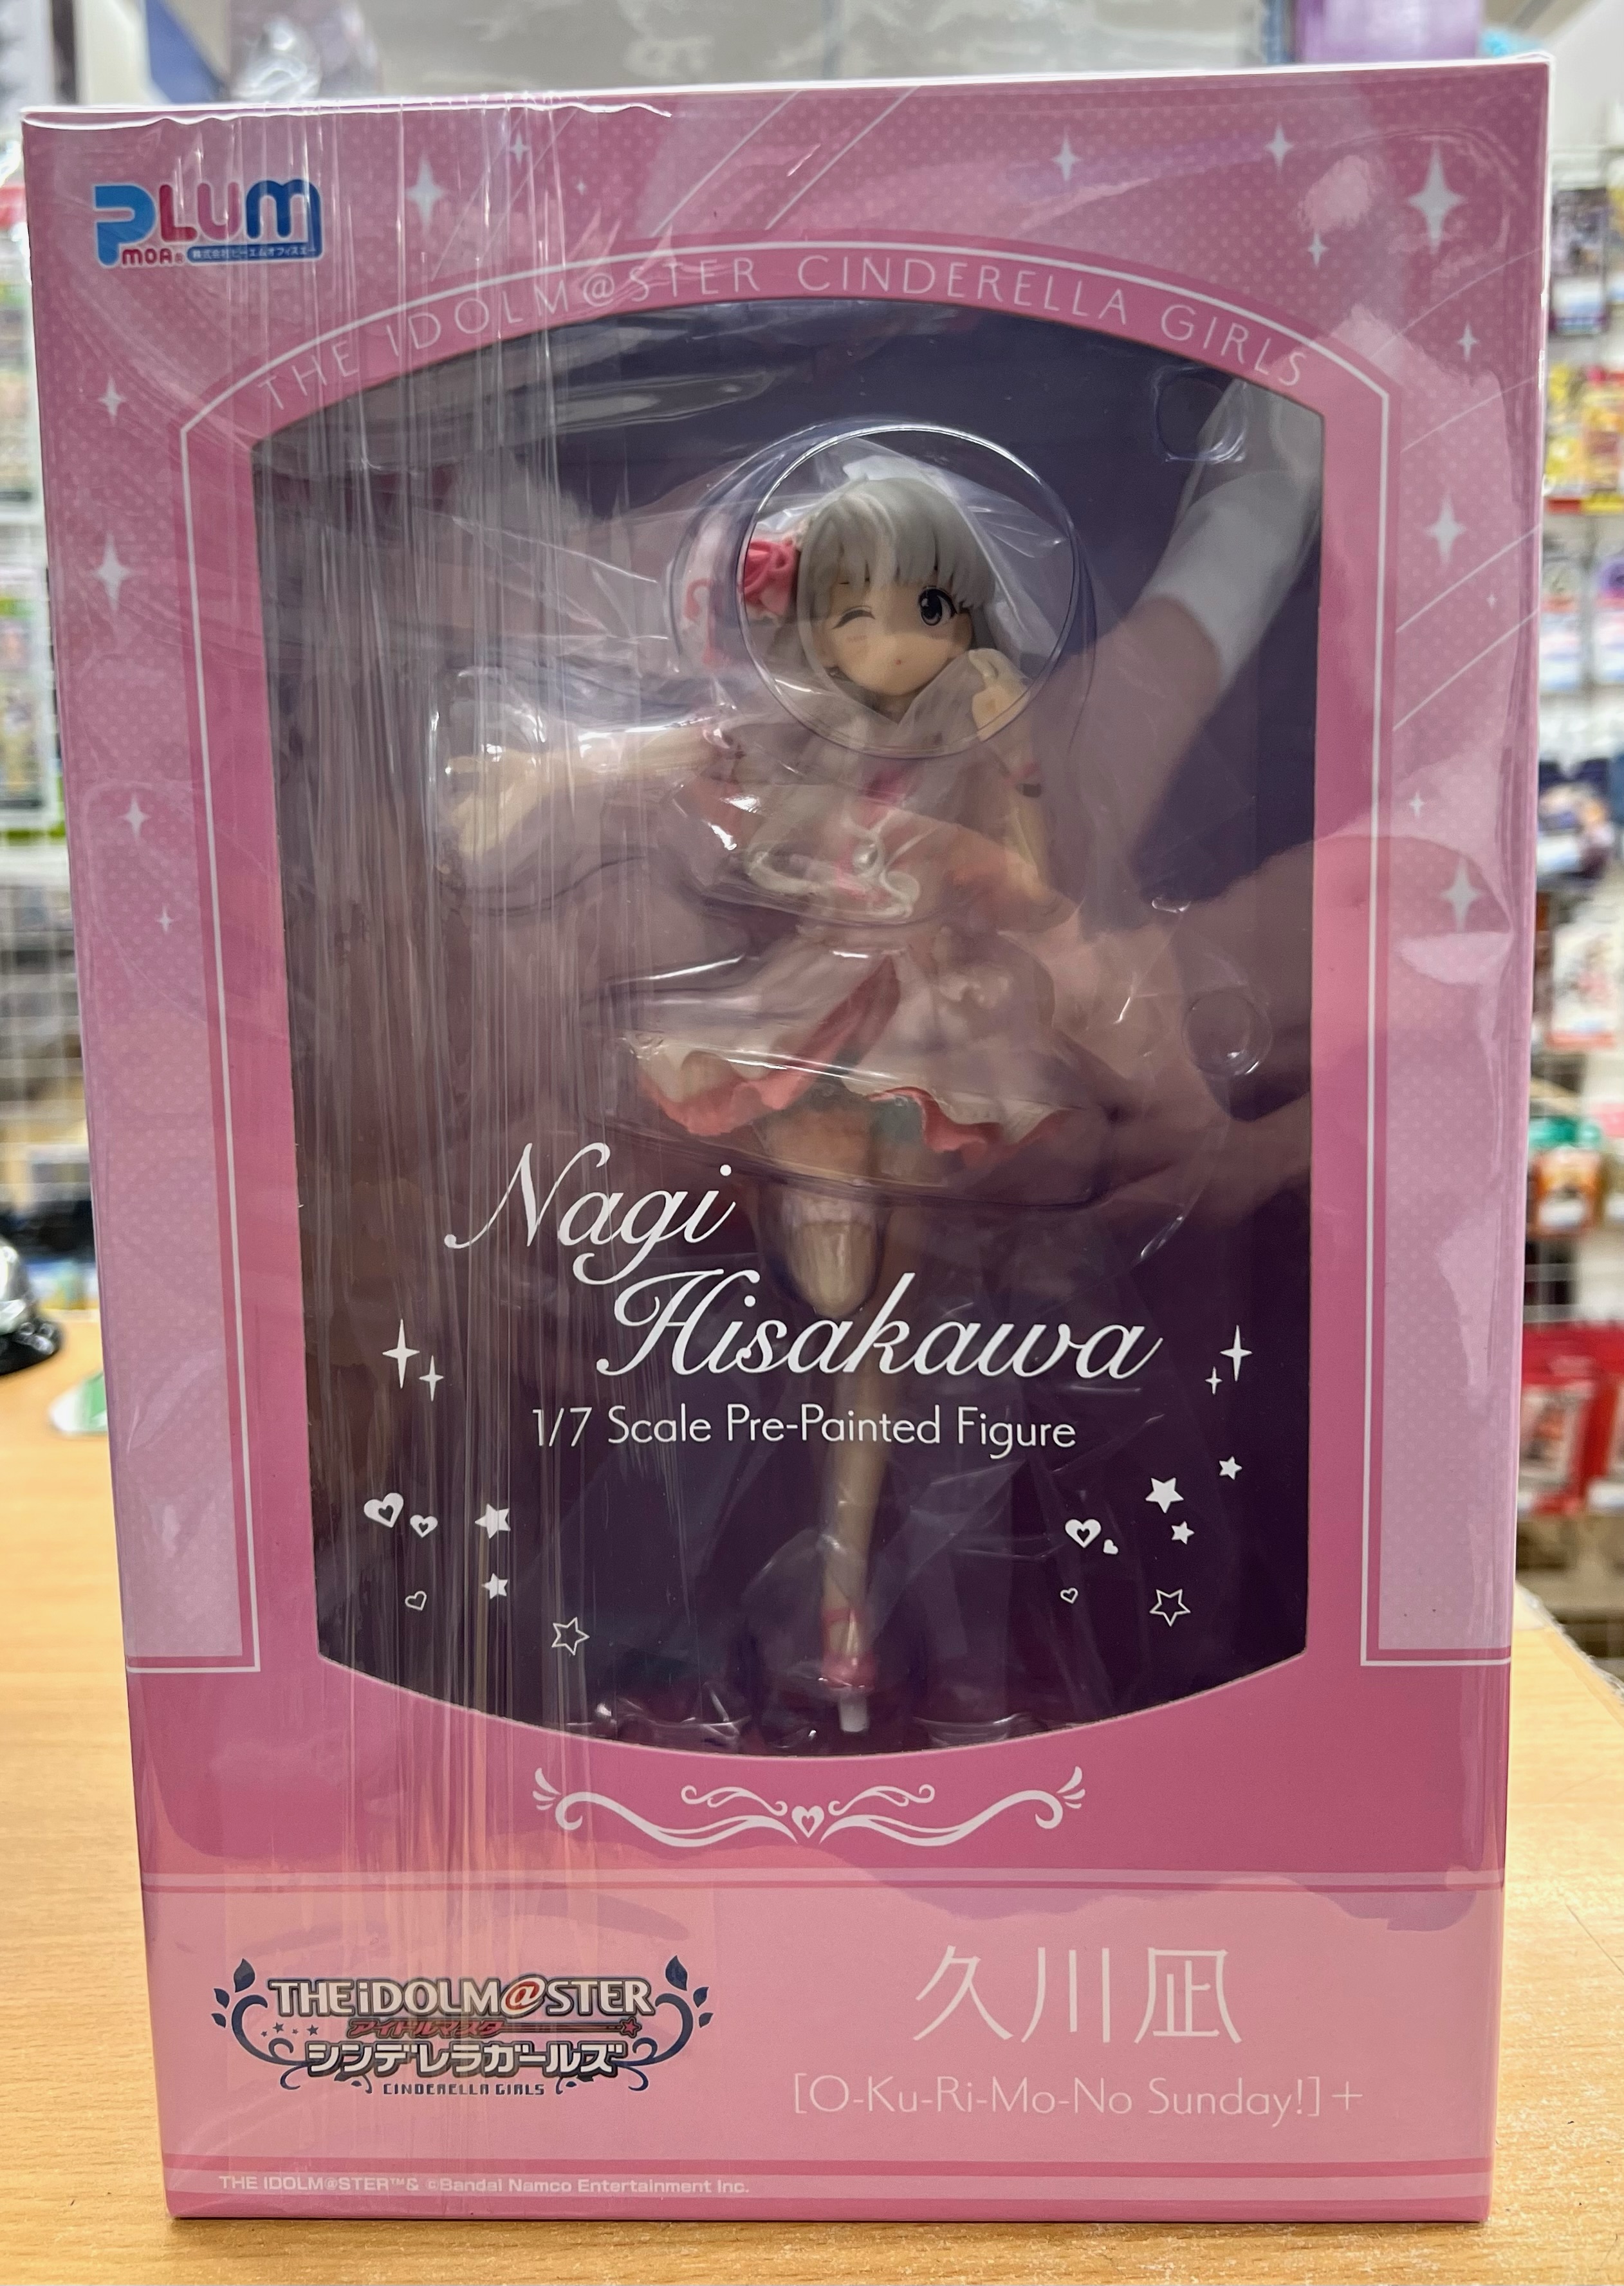 PLUM
PMOA® 株式会社ピーエムオフィスエー
THE IDOLM@STER CINDERELLA GIRLS
Nagi
Hisakawa
1/7 Scale Pre-Painted Figure
THE iDOLM@STER
アイドルマスター
シンデレラガールズ
CINDERELLA GIRLS
久川凪
[O-Ku-Ri-Mo-No Sunday!]+
THE IDOLM@STER™& ©Bandai Namco Entertainment Inc.